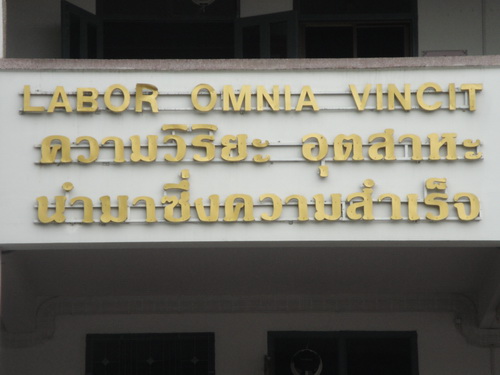 LABOR OMNIA VINCIT
ความวิริยะ อุตสาหะ
นำมาซึ่งความสำเร็จ